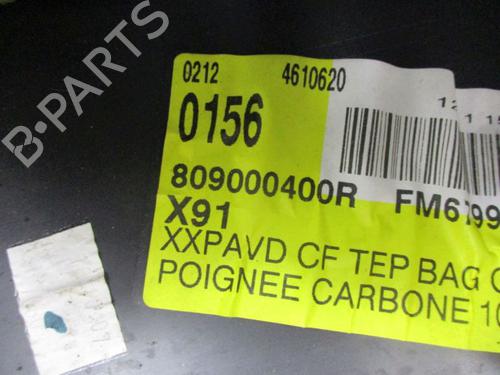 B-PARTS
0212 4610620
0156
809000400R
X91
XXPAVD CF TEP BAG
POIGNEE CARBONE